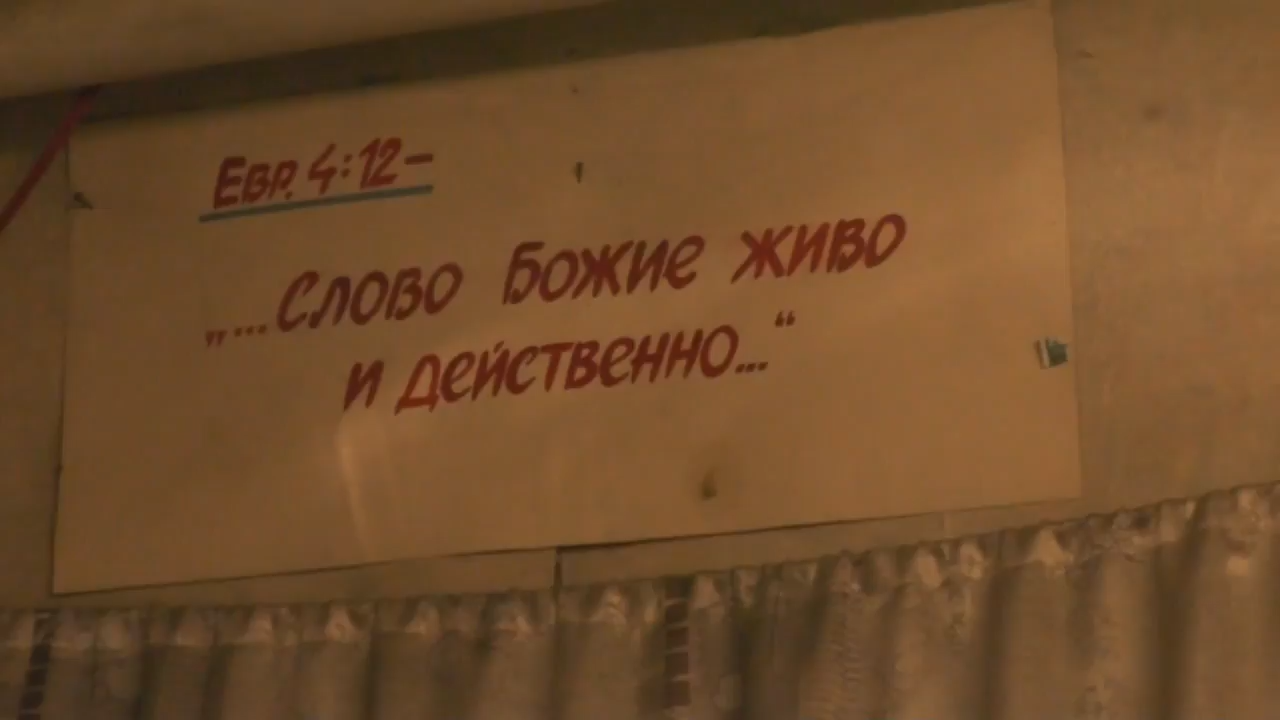 Евр. 4:12–
„...Слово Божие живо
и действенно...“